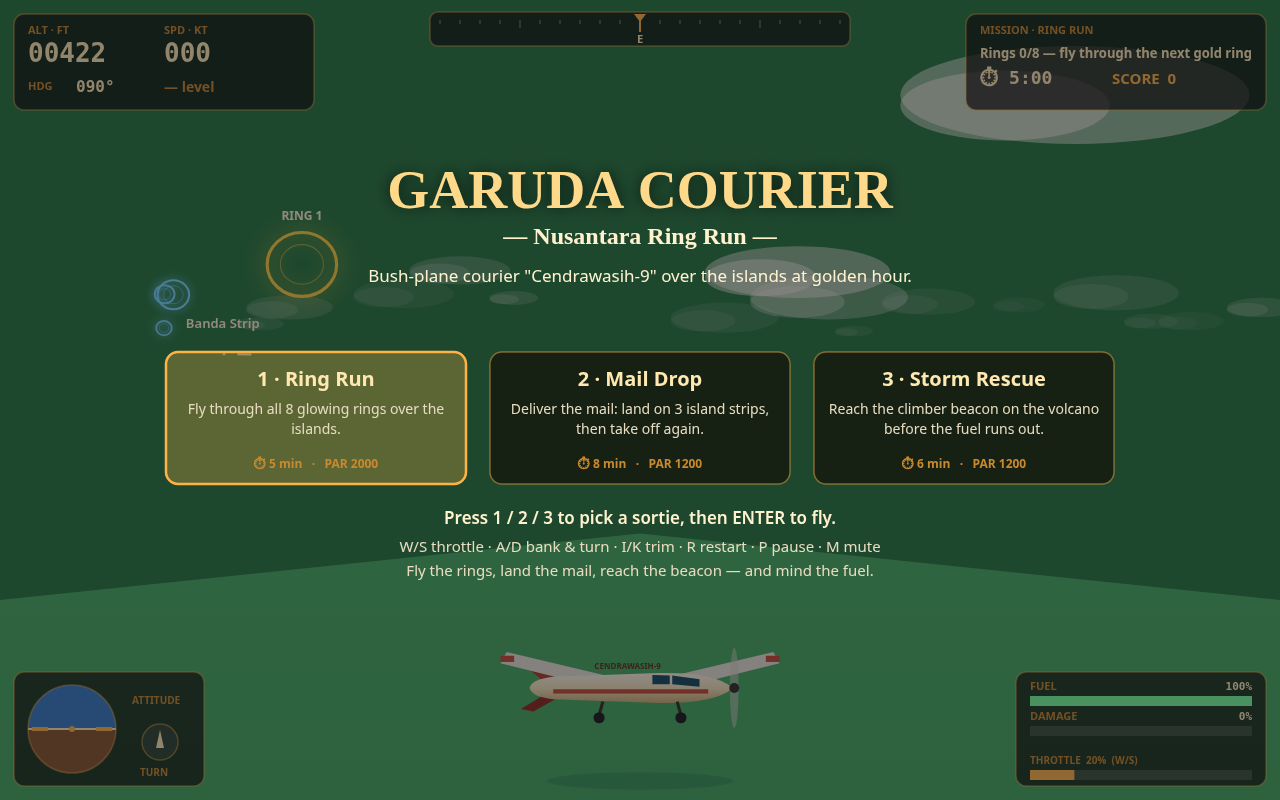 ALT · FT
SPD · KT
00422
000
HDG
090°
— level
E
MISSION · RING RUN
Rings 0/8 — fly through the next gold ring
⏱ 5:00
SCORE 0
GARUDA COURIER
— Nusantara Ring Run —
Bush-plane courier "Cendrawasih-9" over the islands at golden hour.
RING 1
Banda Strip
1 · Ring Run
Fly through all 8 glowing rings over the
islands.
⏱ 5 min · PAR 2000
2 · Mail Drop
Deliver the mail: land on 3 island strips,
then take off again.
⏱ 8 min · PAR 1200
3 · Storm Rescue
Reach the climber beacon on the volcano
before the fuel runs out.
⏱ 6 min · PAR 1200
Press 1 / 2 / 3 to pick a sortie, then ENTER to fly.
W/S throttle · A/D bank & turn · I/K trim · R restart · P pause · M mute
Fly the rings, land the mail, reach the beacon — and mind the fuel.
CENDRAWASIH-9
ATTITUDE
TURN
FUEL
100%
DAMAGE
0%
THROTTLE 20% (W/S)